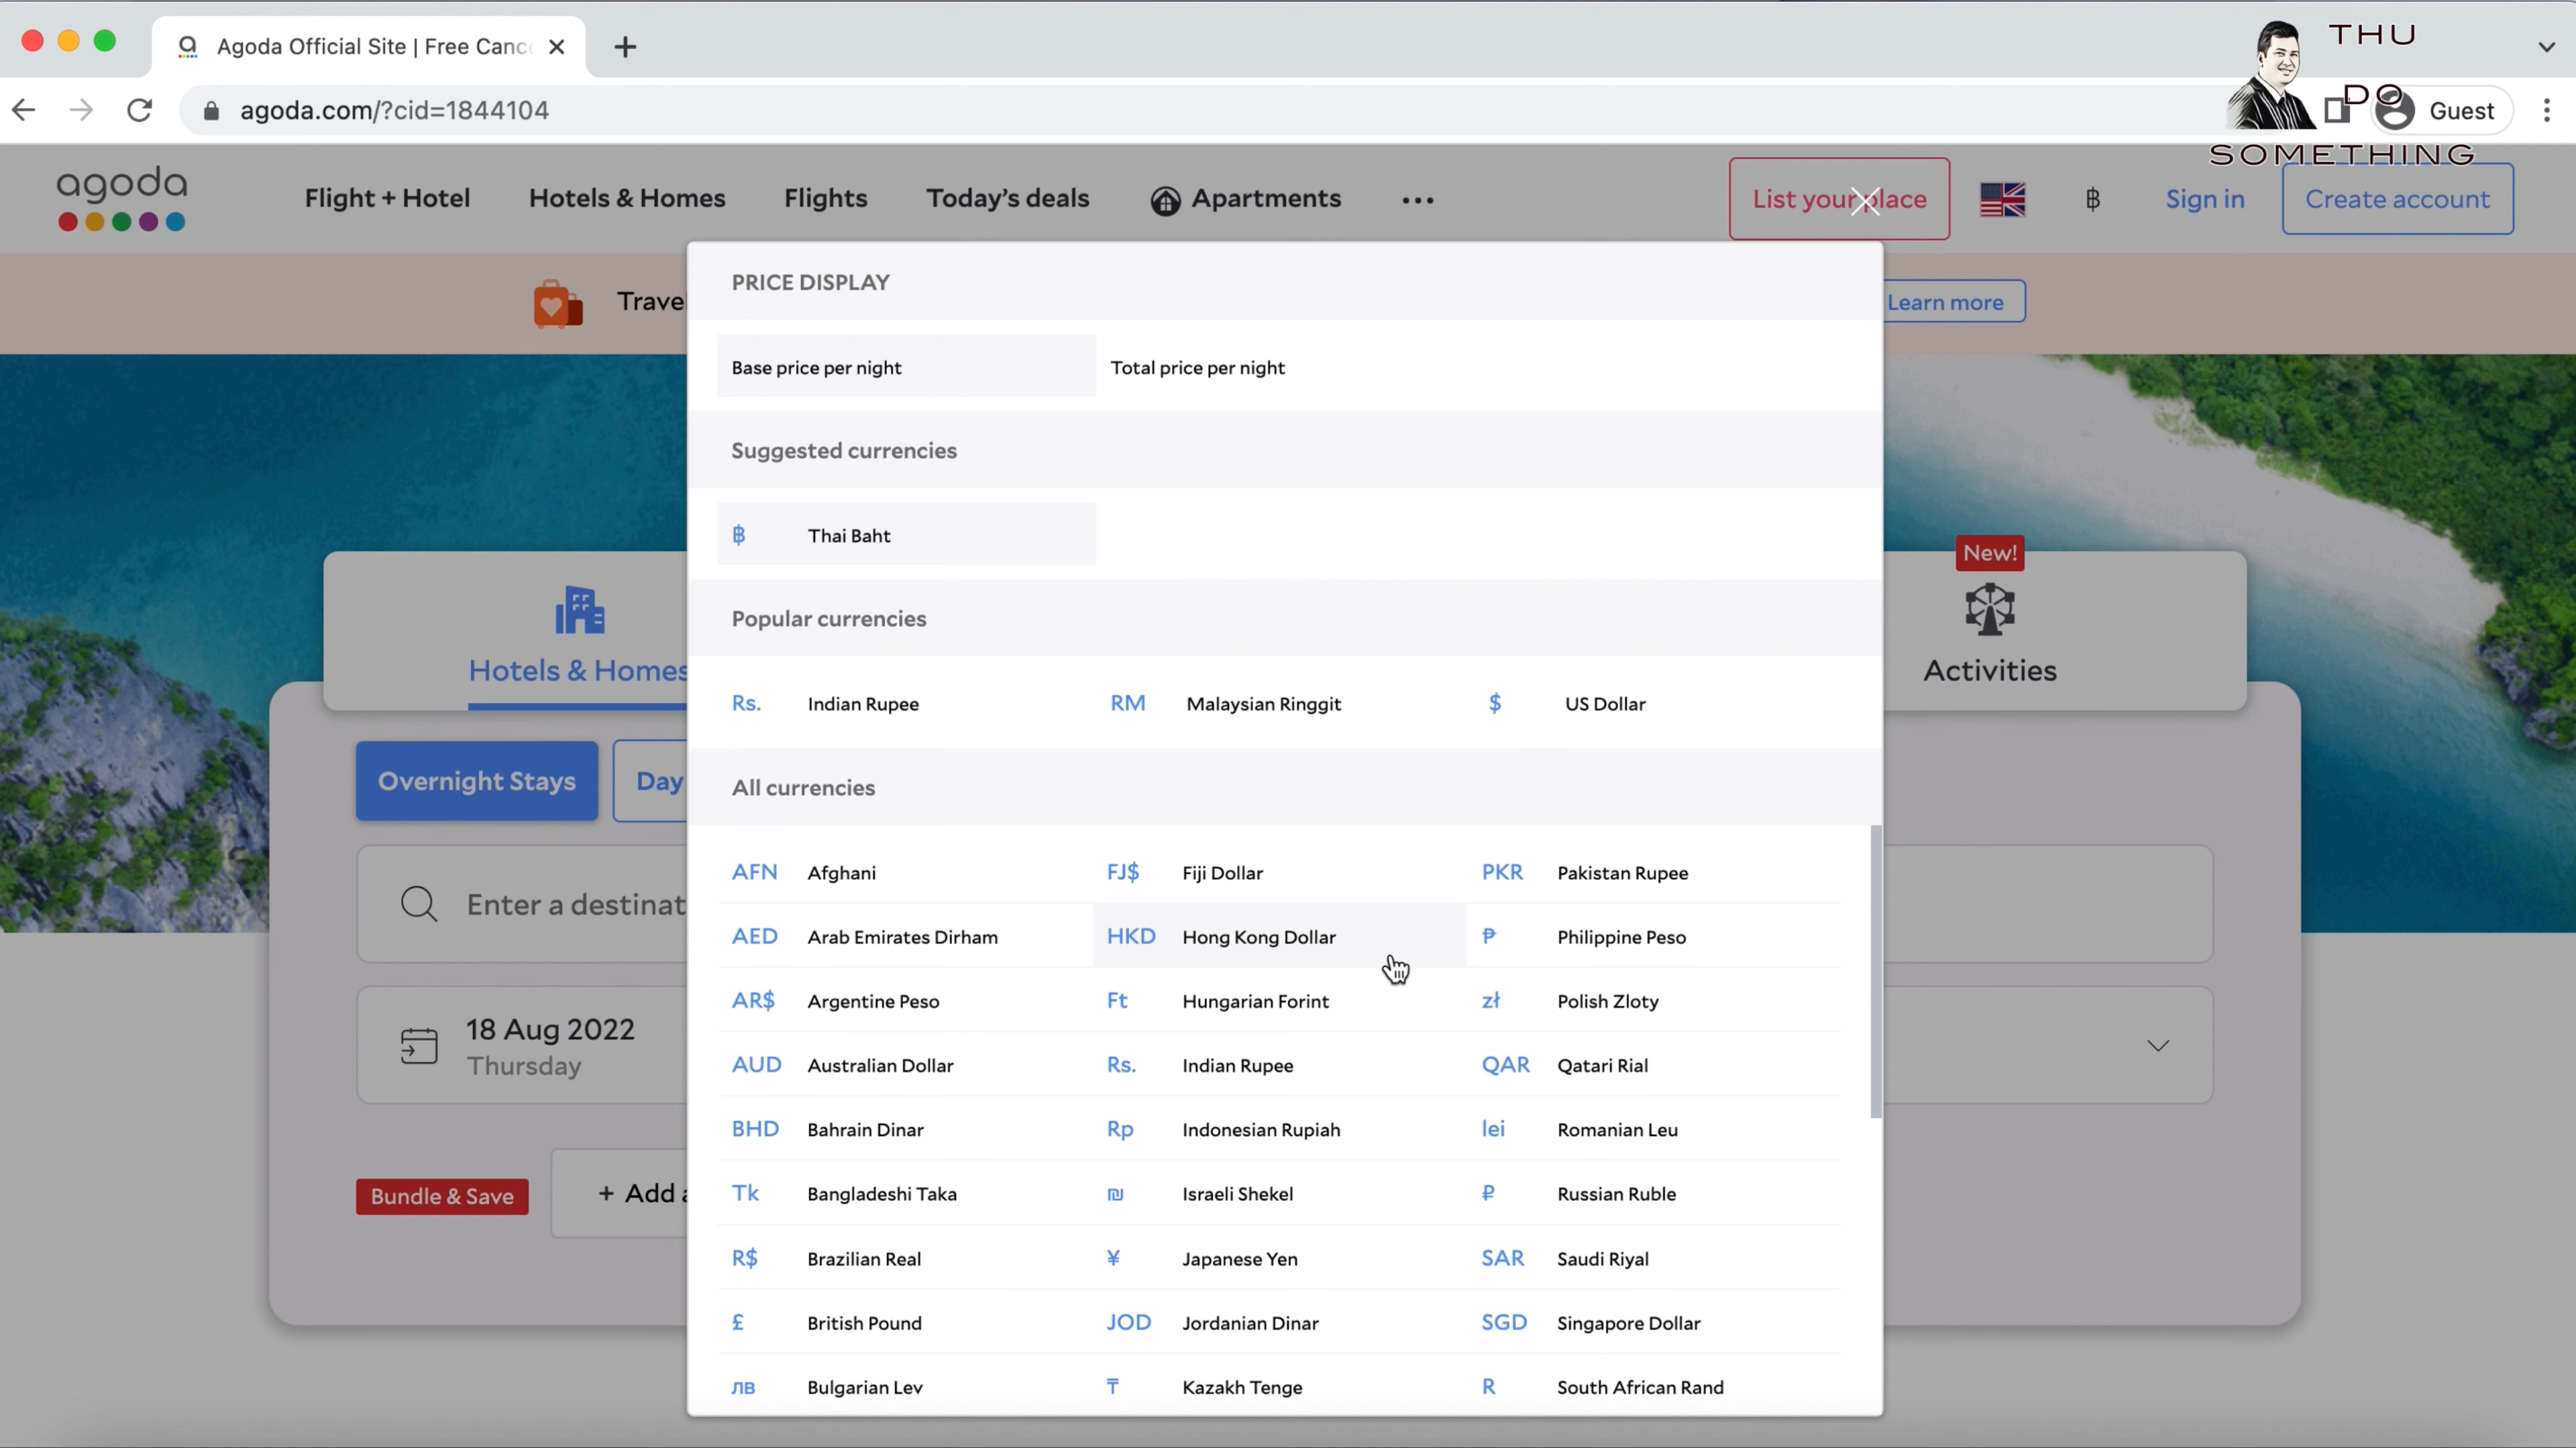 Agoda Official Site | Free Canc
agoda.com/?cid=1844104
THU
DO
SOMETHING
Guest
agoda
Flight + Hotel
Hotels & Homes
Flights
Today's deals
Apartments
List your place
฿
Sign in
Create account
Trave
Learn more
PRICE DISPLAY
Base price per night
Total price per night
Suggested currencies
฿ Thai Baht
Popular currencies
Rs. Indian Rupee
RM Malaysian Ringgit
$ US Dollar
All currencies
AFN Afghani
FJ$ Fiji Dollar
PKR Pakistan Rupee
AED Arab Emirates Dirham
HKD Hong Kong Dollar
₱ Philippine Peso
AR$ Argentine Peso
Ft Hungarian Forint
zł Polish Zloty
AUD Australian Dollar
Rs. Indian Rupee
QAR Qatari Rial
BHD Bahrain Dinar
Rp Indonesian Rupiah
lei Romanian Leu
Tk Bangladeshi Taka
₪ Israeli Shekel
₽ Russian Ruble
R$ Brazilian Real
¥ Japanese Yen
SAR Saudi Riyal
£ British Pound
JOD Jordanian Dinar
SGD Singapore Dollar
лв Bulgarian Lev
₸ Kazakh Tenge
R South African Rand
Hotels & Homes
New!
Activities
Overnight Stays
Day
Enter a destinat
18 Aug 2022
Thursday
Bundle & Save
+ Add a